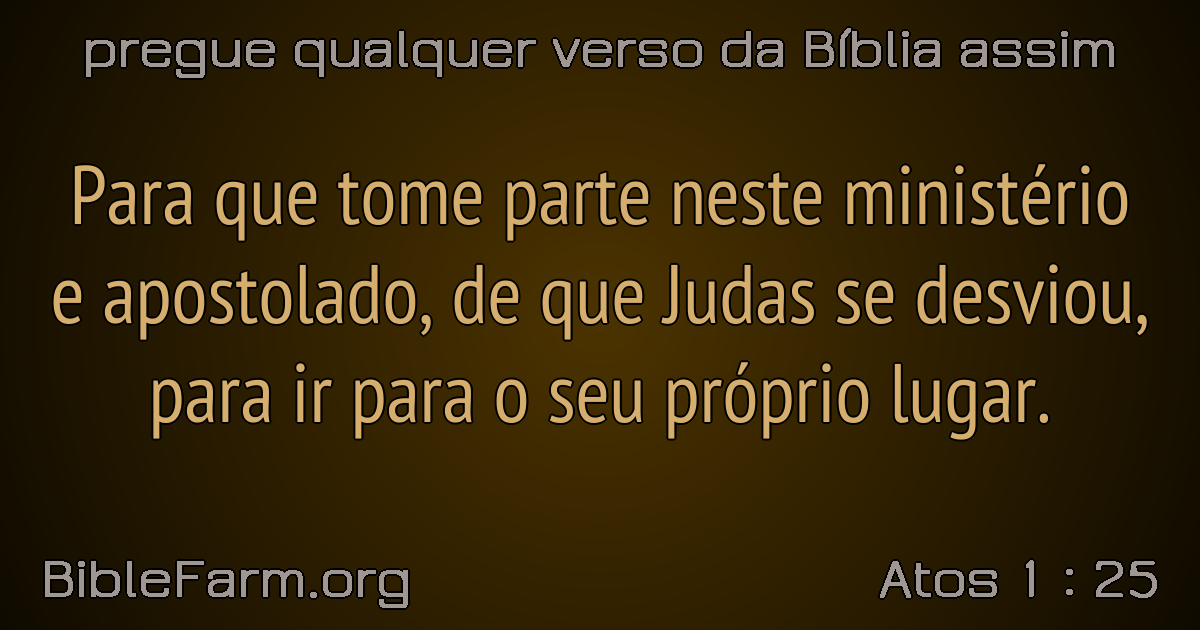 pregue qualquer verso da Bíblia assim
Para que tome parte neste ministério
e apostolado, de que Judas se desviou,
para ir para o seu próprio lugar.
BibleFarm.org
Atos 1 : 25